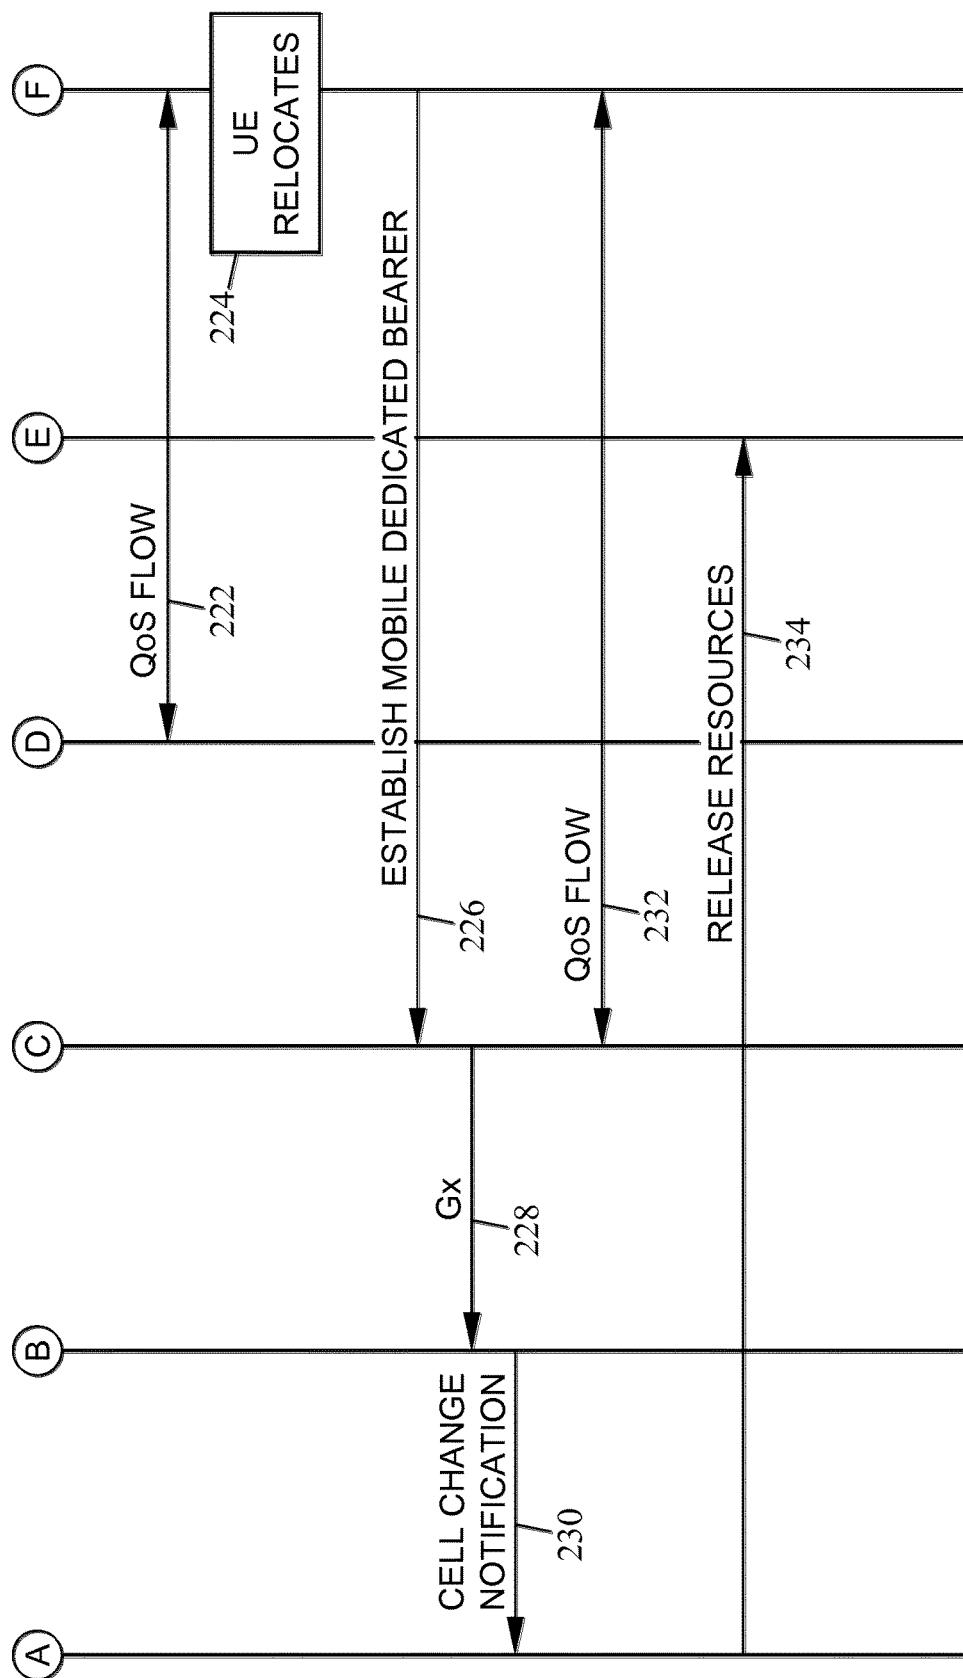 A
B
C
D
E
F
QoS FLOW
222
UE
RELOCATES
224
ESTABLISH MOBILE DEDICATED BEARER
226
Gx
228
CELL CHANGE
NOTIFICATION
230
QoS FLOW
232
RELEASE RESOURCES
234